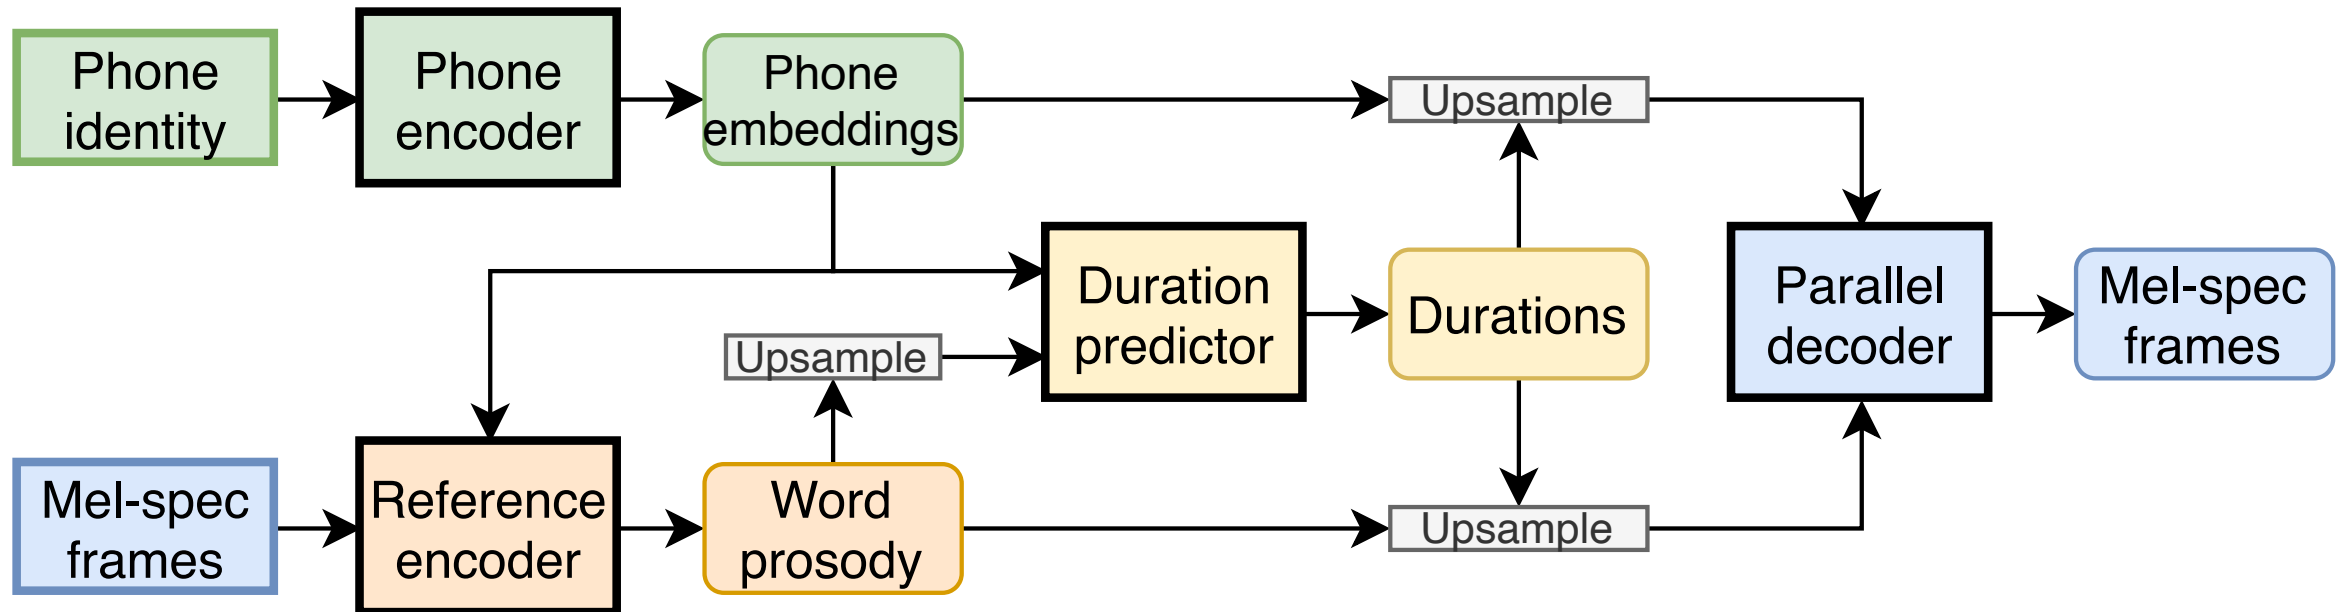 Phone
identity
Phone
encoder
Phone
embeddings
Upsample
Duration
predictor
Durations
Parallel
decoder
Mel-spec
frames
Upsample
Mel-spec
frames
Reference
encoder
Word
prosody
Upsample